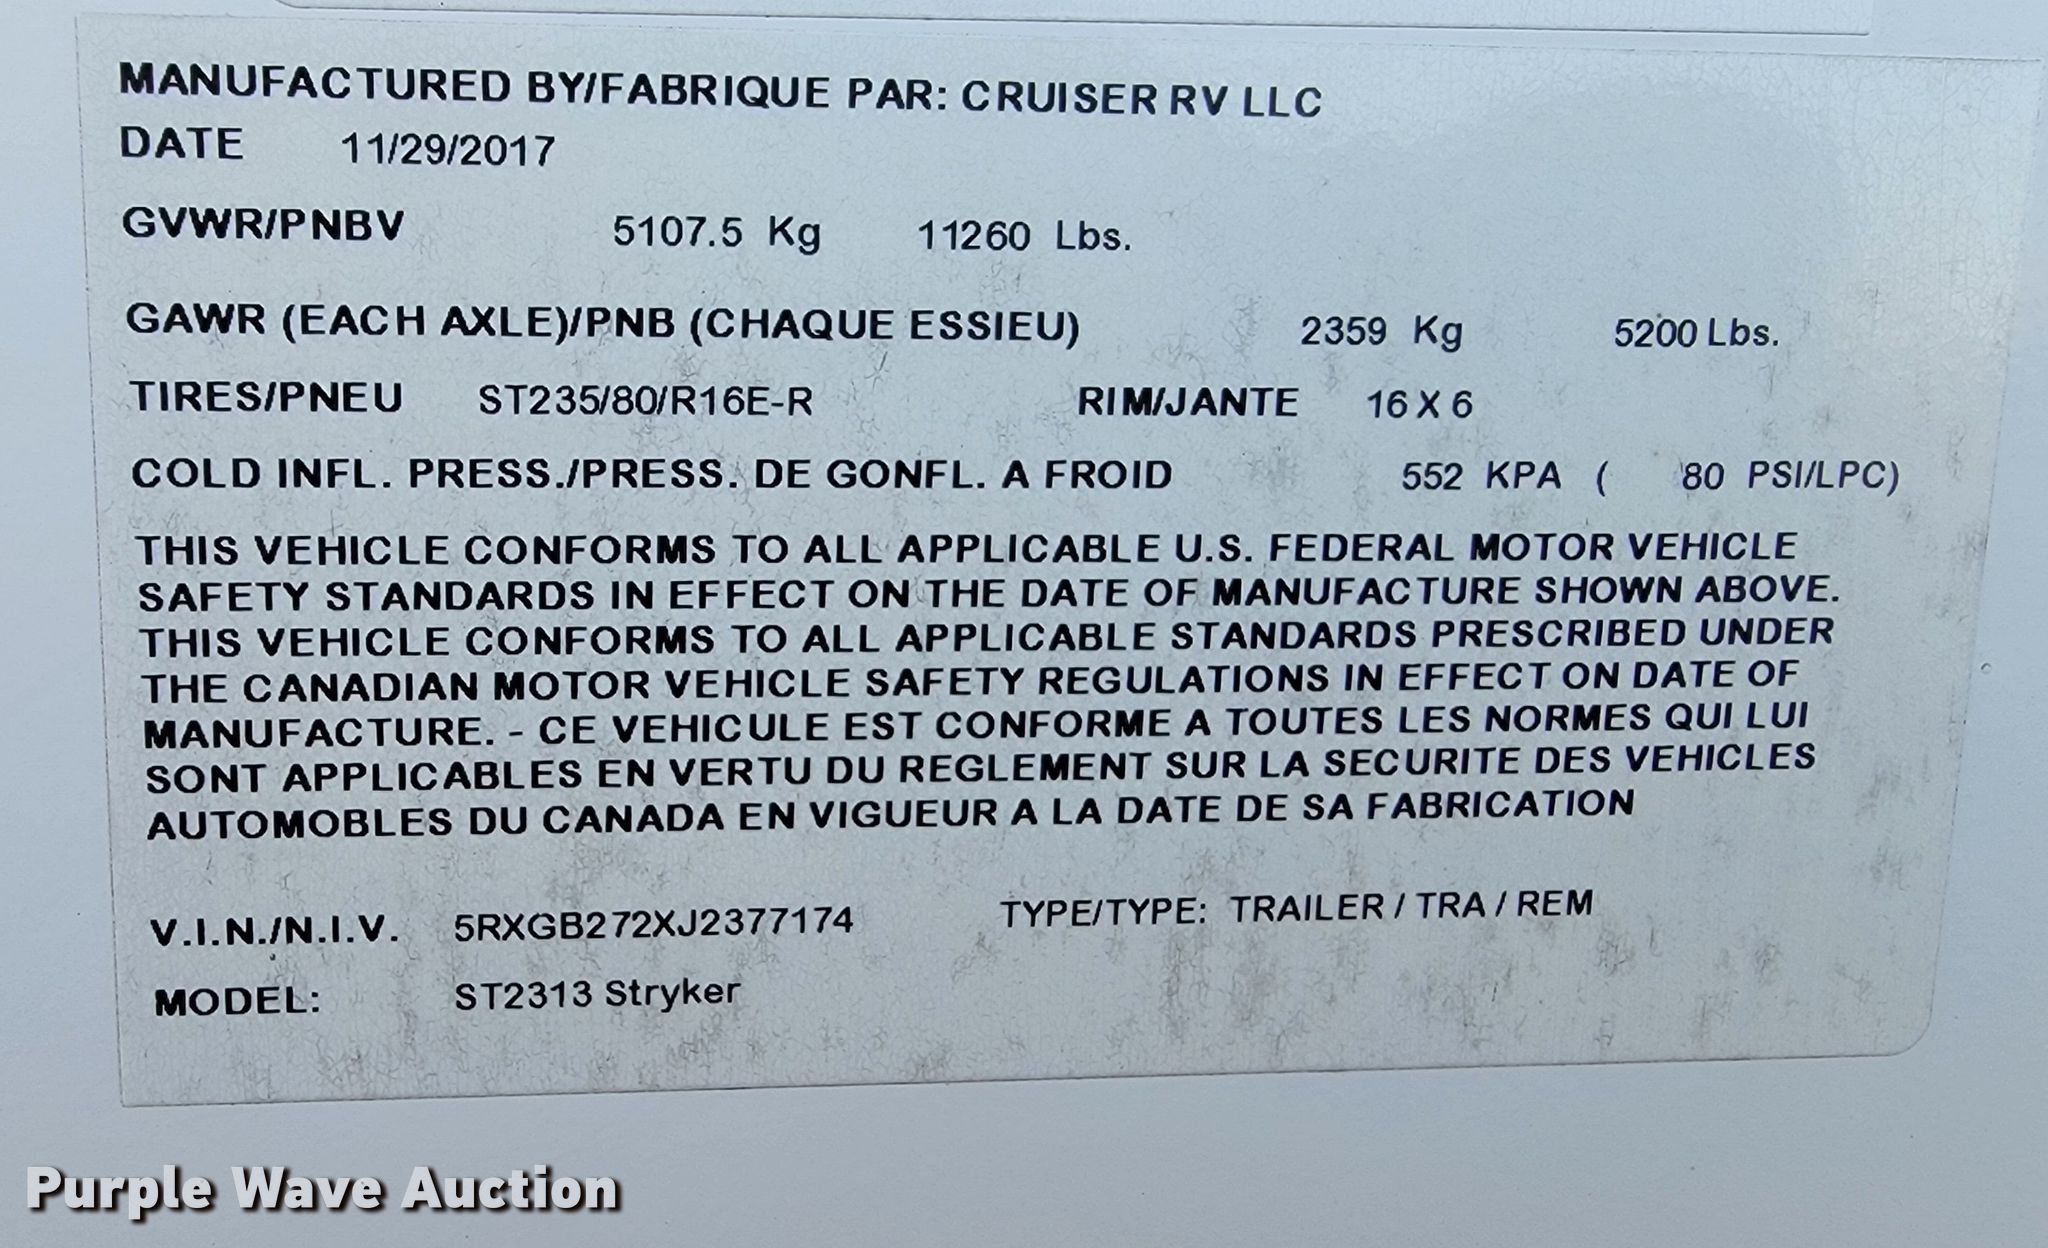 MANUFACTURED BY/FABRIQUE PAR: CRUISER RV LLC
DATE 11/29/2017
GVWR/PNBV 5107.5 Kg 11260 Lbs.
GAWR (EACH AXLE)/PNB (CHAQUE ESSIEU) 2359 Kg 5200 Lbs.
TIRES/PNEU ST235/80/R16E-R RIM/JANTE 16 X 6
COLD INFL. PRESS./PRESS. DE GONFL. A FROID 552 KPA ( 80 PSI/LPC)
THIS VEHICLE CONFORMS TO ALL APPLICABLE U.S. FEDERAL MOTOR VEHICLE
SAFETY STANDARDS IN EFFECT ON THE DATE OF MANUFACTURE SHOWN ABOVE.
THIS VEHICLE CONFORMS TO ALL APPLICABLE STANDARDS PRESCRIBED UNDER
THE CANADIAN MOTOR VEHICLE SAFETY REGULATIONS IN EFFECT ON DATE OF
MANUFACTURE. - CE VEHICULE EST CONFORME A TOUTES LES NORMES QUI LUI
SONT APPLICABLES EN VERTU DU REGLEMENT SUR LA SECURITE DES VEHICLES
AUTOMOBLES DU CANADA EN VIGUEUR A LA DATE DE SA FABRICATION
V.I.N./N.I.V. 5RXGB272XJ2377174 TYPE/TYPE: TRAILER / TRA / REM
MODEL: ST2313 Stryker
Purple Wave Auction